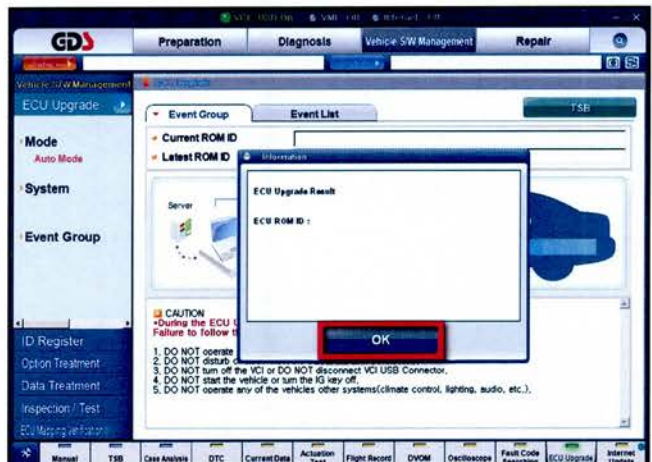 GDS
Preparation
Diagnosis
Vehicle S/W Management
Repair
Vehicle S/W Management
ECU Upgrade
TSB
Event Group
Event List
Mode
Auto Mode
Current ROM ID
Latest ROM ID
System
Event Group
Server
Information
ECU Upgrade Result
ECU ROM ID :
OK
CAUTION
•During the ECU
Failure to follow
1. DO NOT operate
2. DO NOT disturb
3. DO NOT turn off the VCI or DO NOT disconnect VCI USB Connector,
4. DO NOT start the vehicle or turn the IG key off,
5. DO NOT operate any of the vehicles other systems(climate control, lighting, audio, etc.),
ID Register
Option Treatment
Data Treatment
Inspection / Test
Manual
TSB
Case Analysis
DTC
Current Data
Actuation Test
Flight Record
DVOM
Oscilloscope
Fault Code
ECU Upgrade
Internet Update